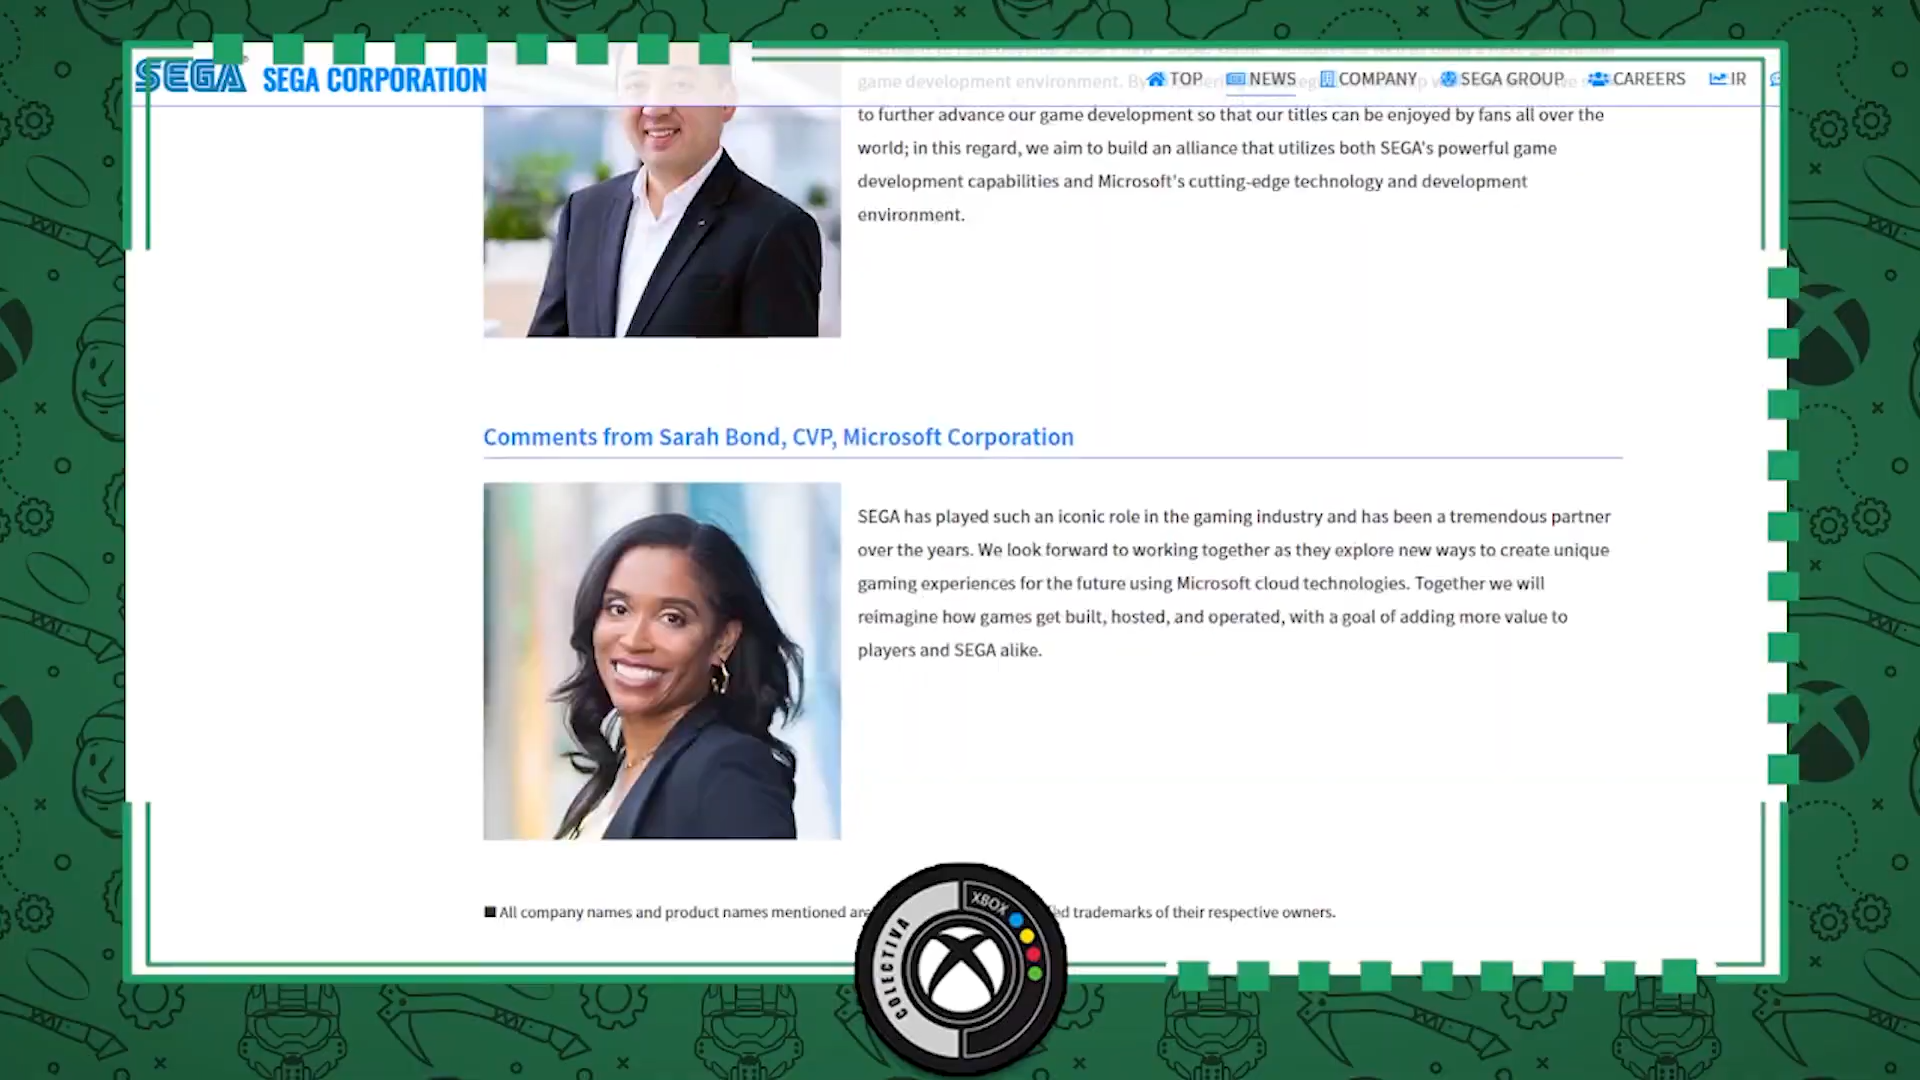 SEGA SEGA CORPORATION
TOP NEWS COMPANY SEGA GROUP CAREERS IR
game development environment. By
to further advance our game development so that our titles can be enjoyed by fans all over the
world; in this regard, we aim to build an alliance that utilizes both SEGA's powerful game
development capabilities and Microsoft's cutting-edge technology and development
environment.
Comments from Sarah Bond, CVP, Microsoft Corporation
SEGA has played such an iconic role in the gaming industry and has been a tremendous partner
over the years. We look forward to working together as they explore new ways to create unique
gaming experiences for the future using Microsoft cloud technologies. Together we will
reimagine how games get built, hosted, and operated, with a goal of adding more value to
players and SEGA alike.
■ All company names and product names mentioned are trademarks of their respective owners.
COLECTIVA XBOX